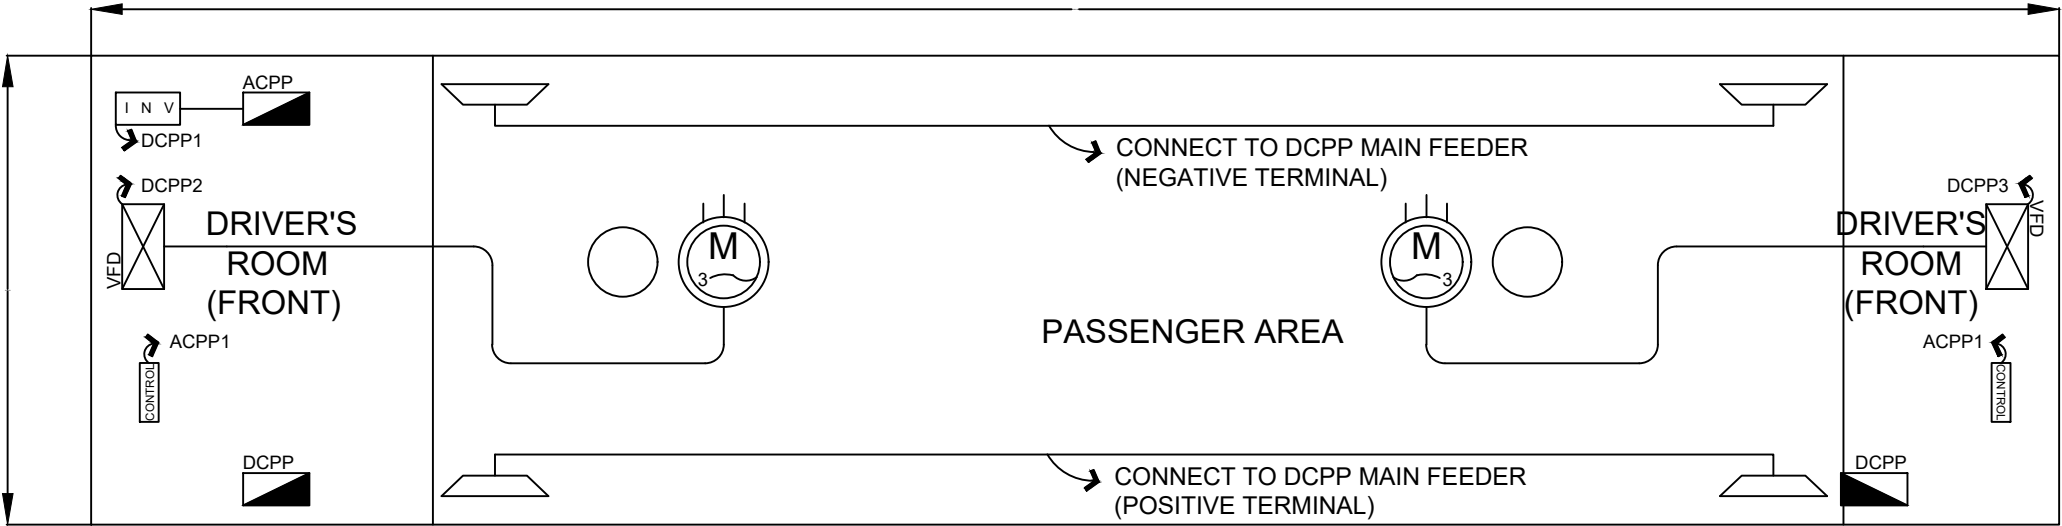 ACPP
I N V
DCPP1
DCPP2
VFD
DRIVER'S
ROOM
(FRONT)
ACPP1
CONTROL
DCPP
CONNECT TO DCPP MAIN FEEDER
(NEGATIVE TERMINAL)
M
3
M
3
PASSENGER AREA
CONNECT TO DCPP MAIN FEEDER
(POSITIVE TERMINAL)
DCPP3
VFD
DRIVER'S
ROOM
(FRONT)
ACPP1
CONTROL
DCPP